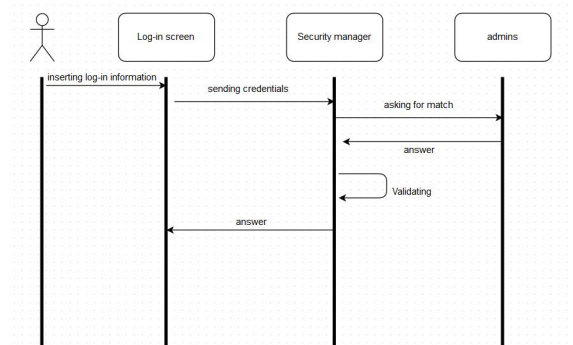 Log-in screen
Security manager
admins
inserting log-in information
sending credentials
asking for match
answer
Validating
answer